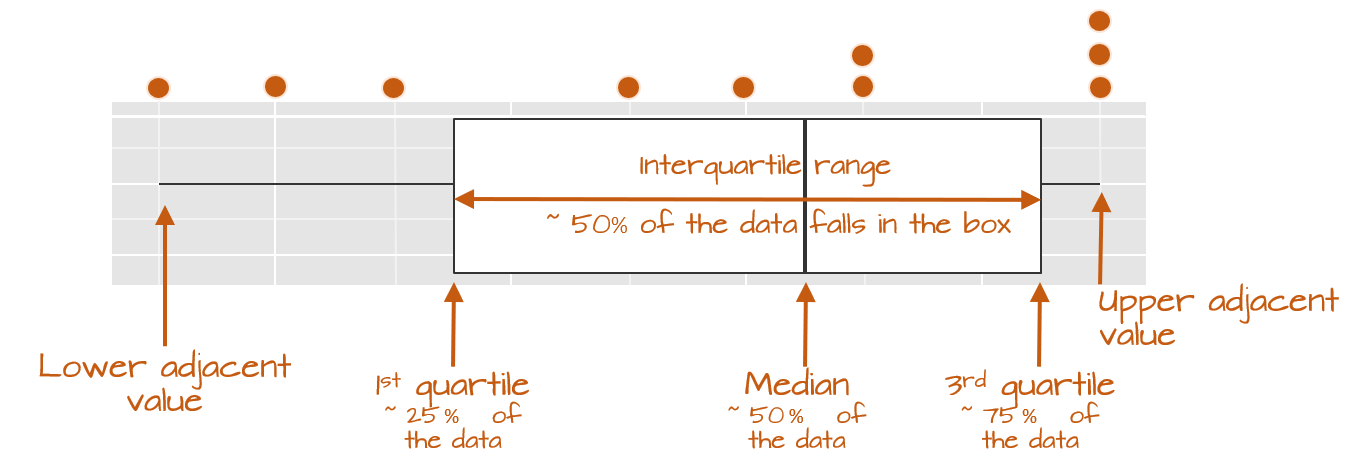 Interquartile range
~ 50% of the data falls in the box
Upper adjacent
value
Lower adjacent
value
1st quartile
~ 25% of
the data
Median
~ 50% of
the data
3rd quartile
~ 75% of
the data